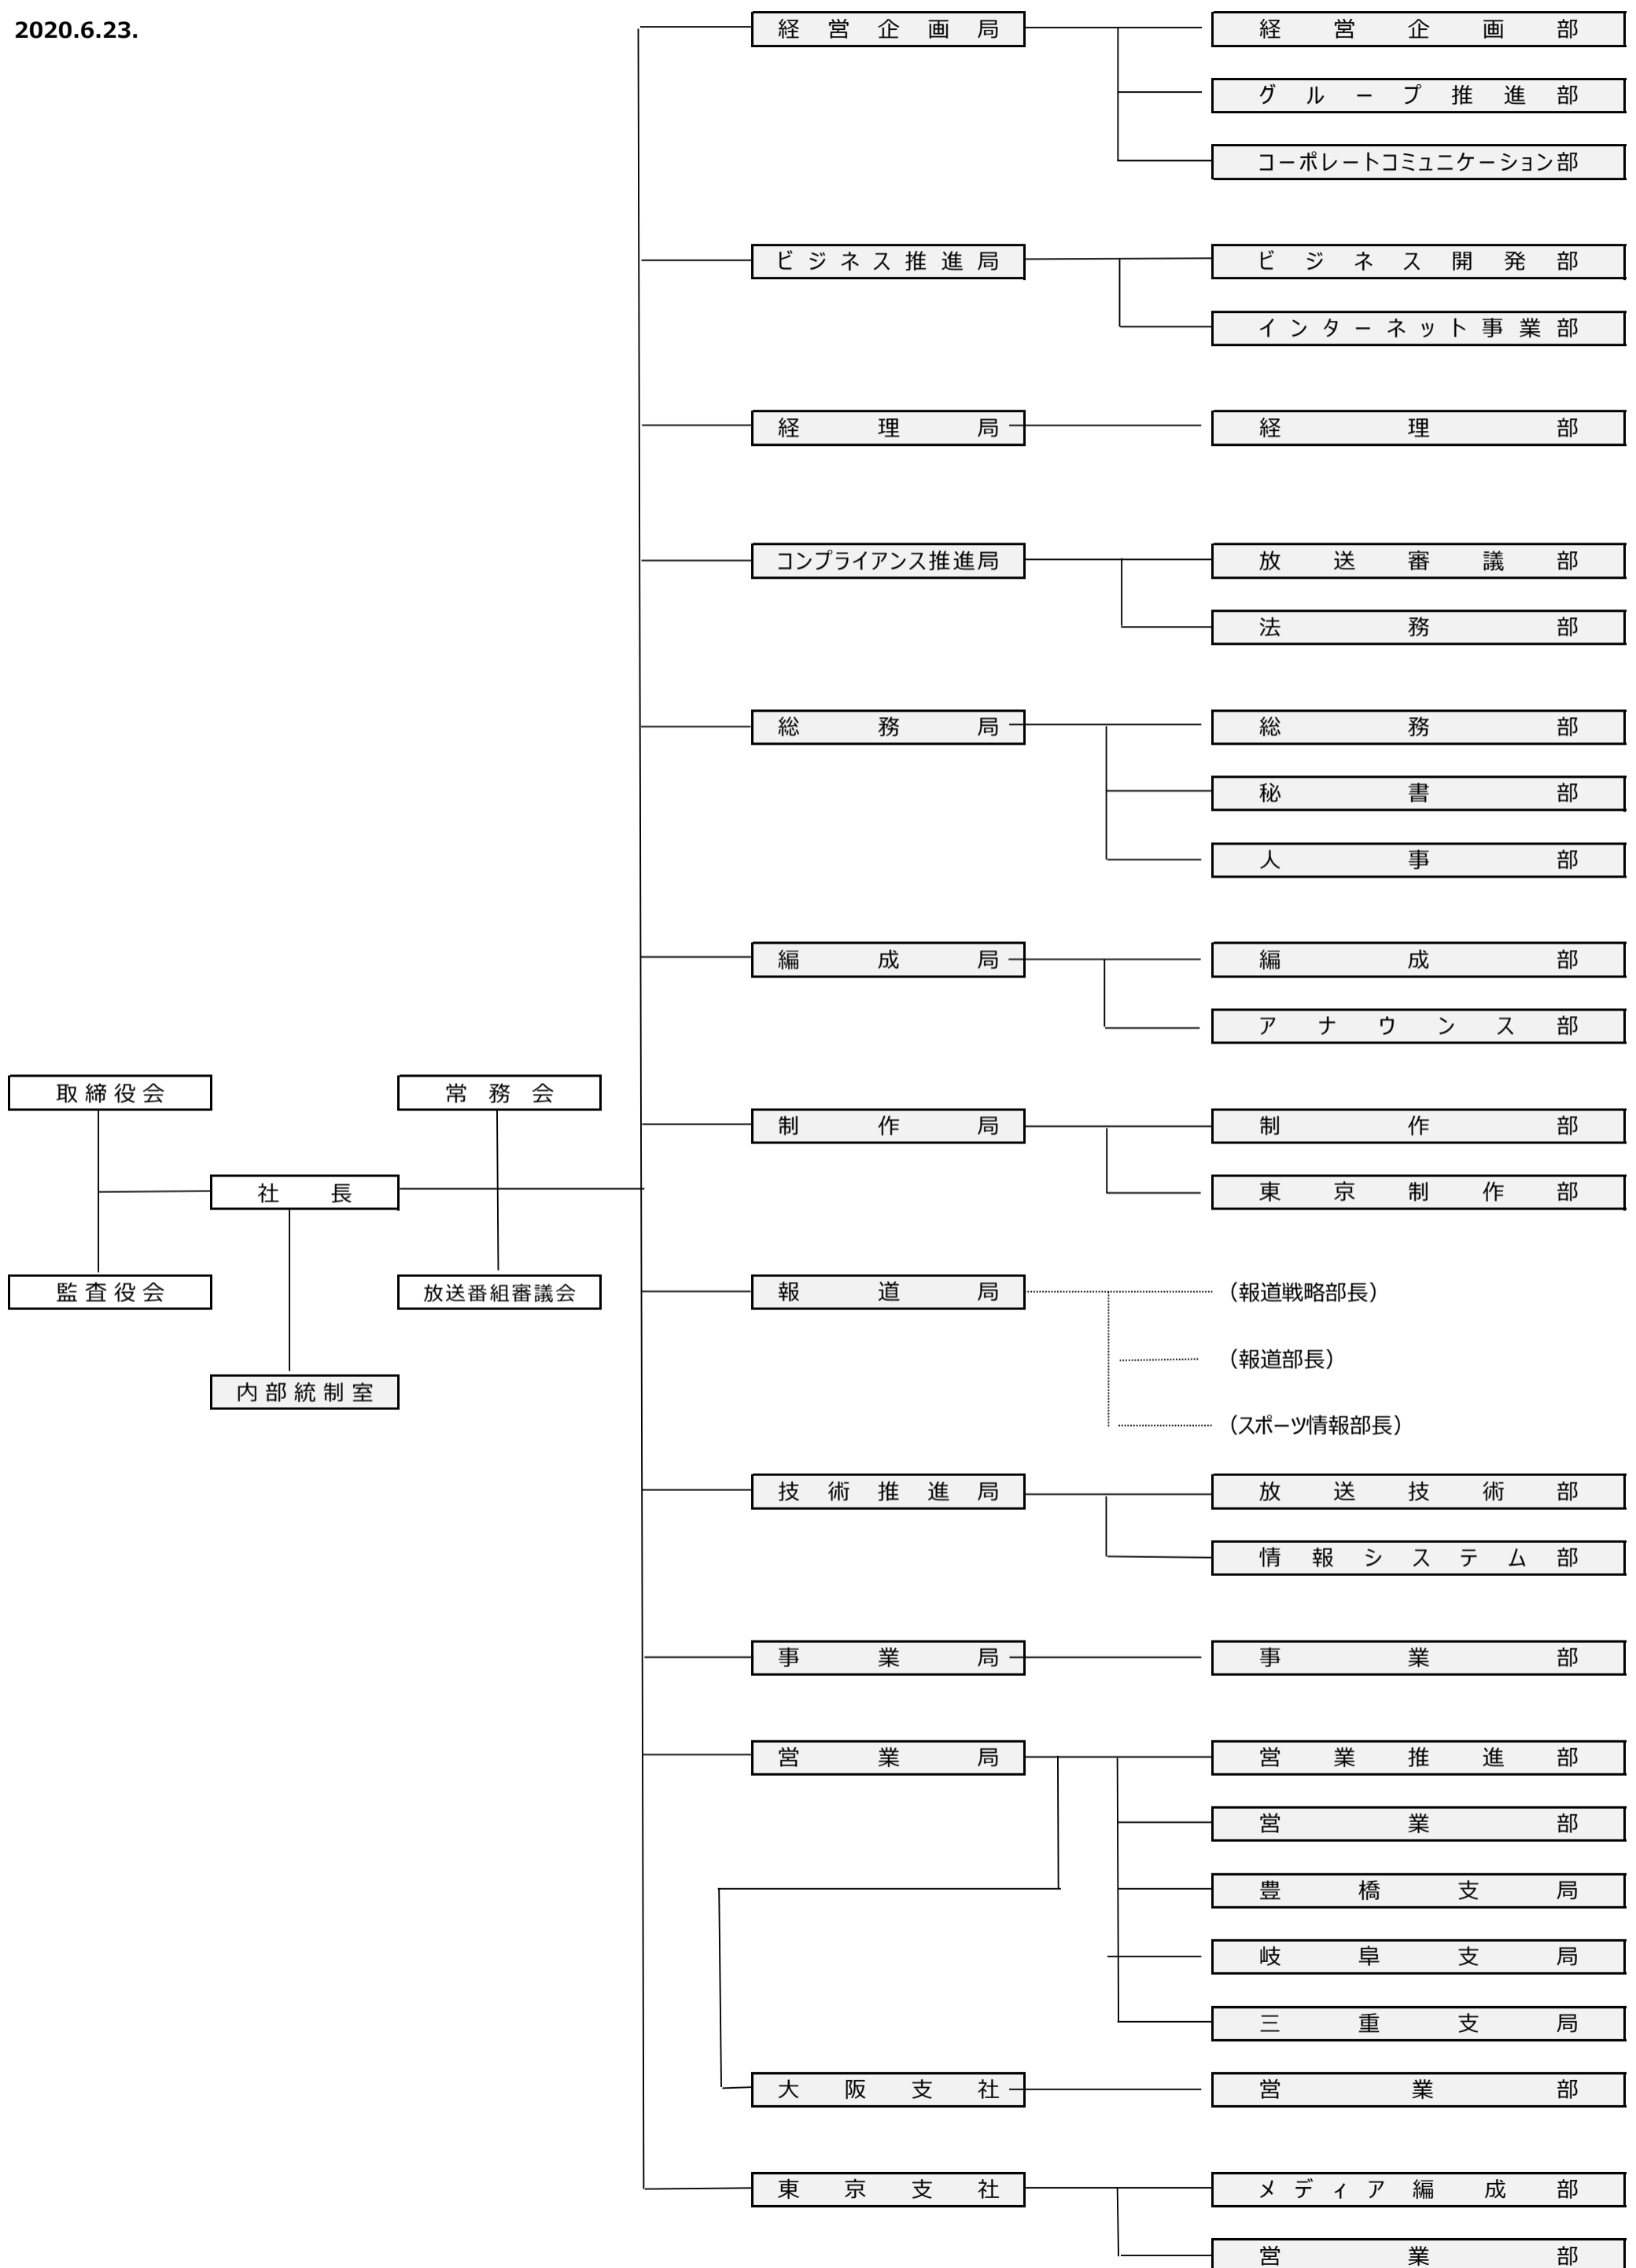 2020.6.23.
経営企画局
経営企画部
グループ推進部
コーポレートコミュニケーション部
ビジネス推進局
ビジネス開発部
インターネット事業部
経理局
経理部
コンプライアンス推進局
放送審議部
法務部
総務局
総務部
秘書部
人事部
編成局
編成部
アナウンス部
取締役会
常務会
制作局
制作部
社長
東京制作部
監査役会
放送番組審議会
報道局
（報道戦略部長）
（報道部長）
内部統制室
（スポーツ情報部長）
技術推進局
放送技術部
情報システム部
事業局
事業部
営業局
営業推進部
営業部
豊橋支局
岐阜支局
三重支局
大阪支社
営業部
東京支社
メディア編成部
営業部